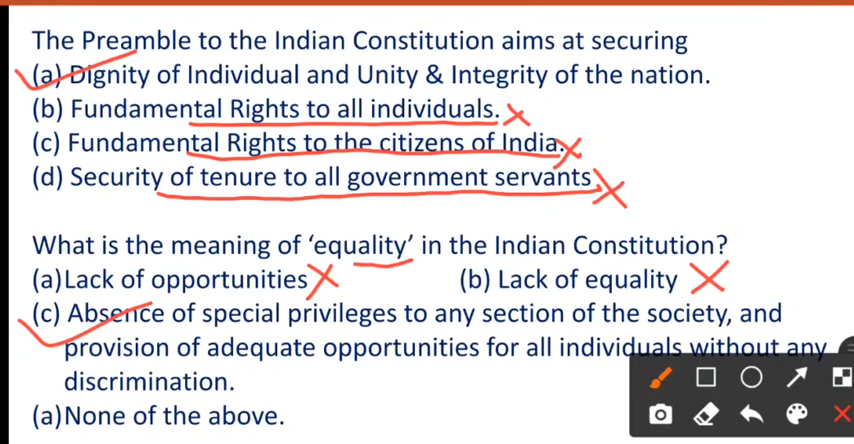 The Preamble to the Indian Constitution aims at securing
(a) Dignity of Individual and Unity & Integrity of the nation.
(b) Fundamental Rights to all individuals.
(c) Fundamental Rights to the citizens of India.
(d) Security of tenure to all government servants
What is the meaning of ‘equality’ in the Indian Constitution?
(a)Lack of opportunities (b) Lack of equality
(c) Absence of special privileges to any section of the society, and
provision of adequate opportunities for all individuals without any
discrimination.
(a)None of the above.